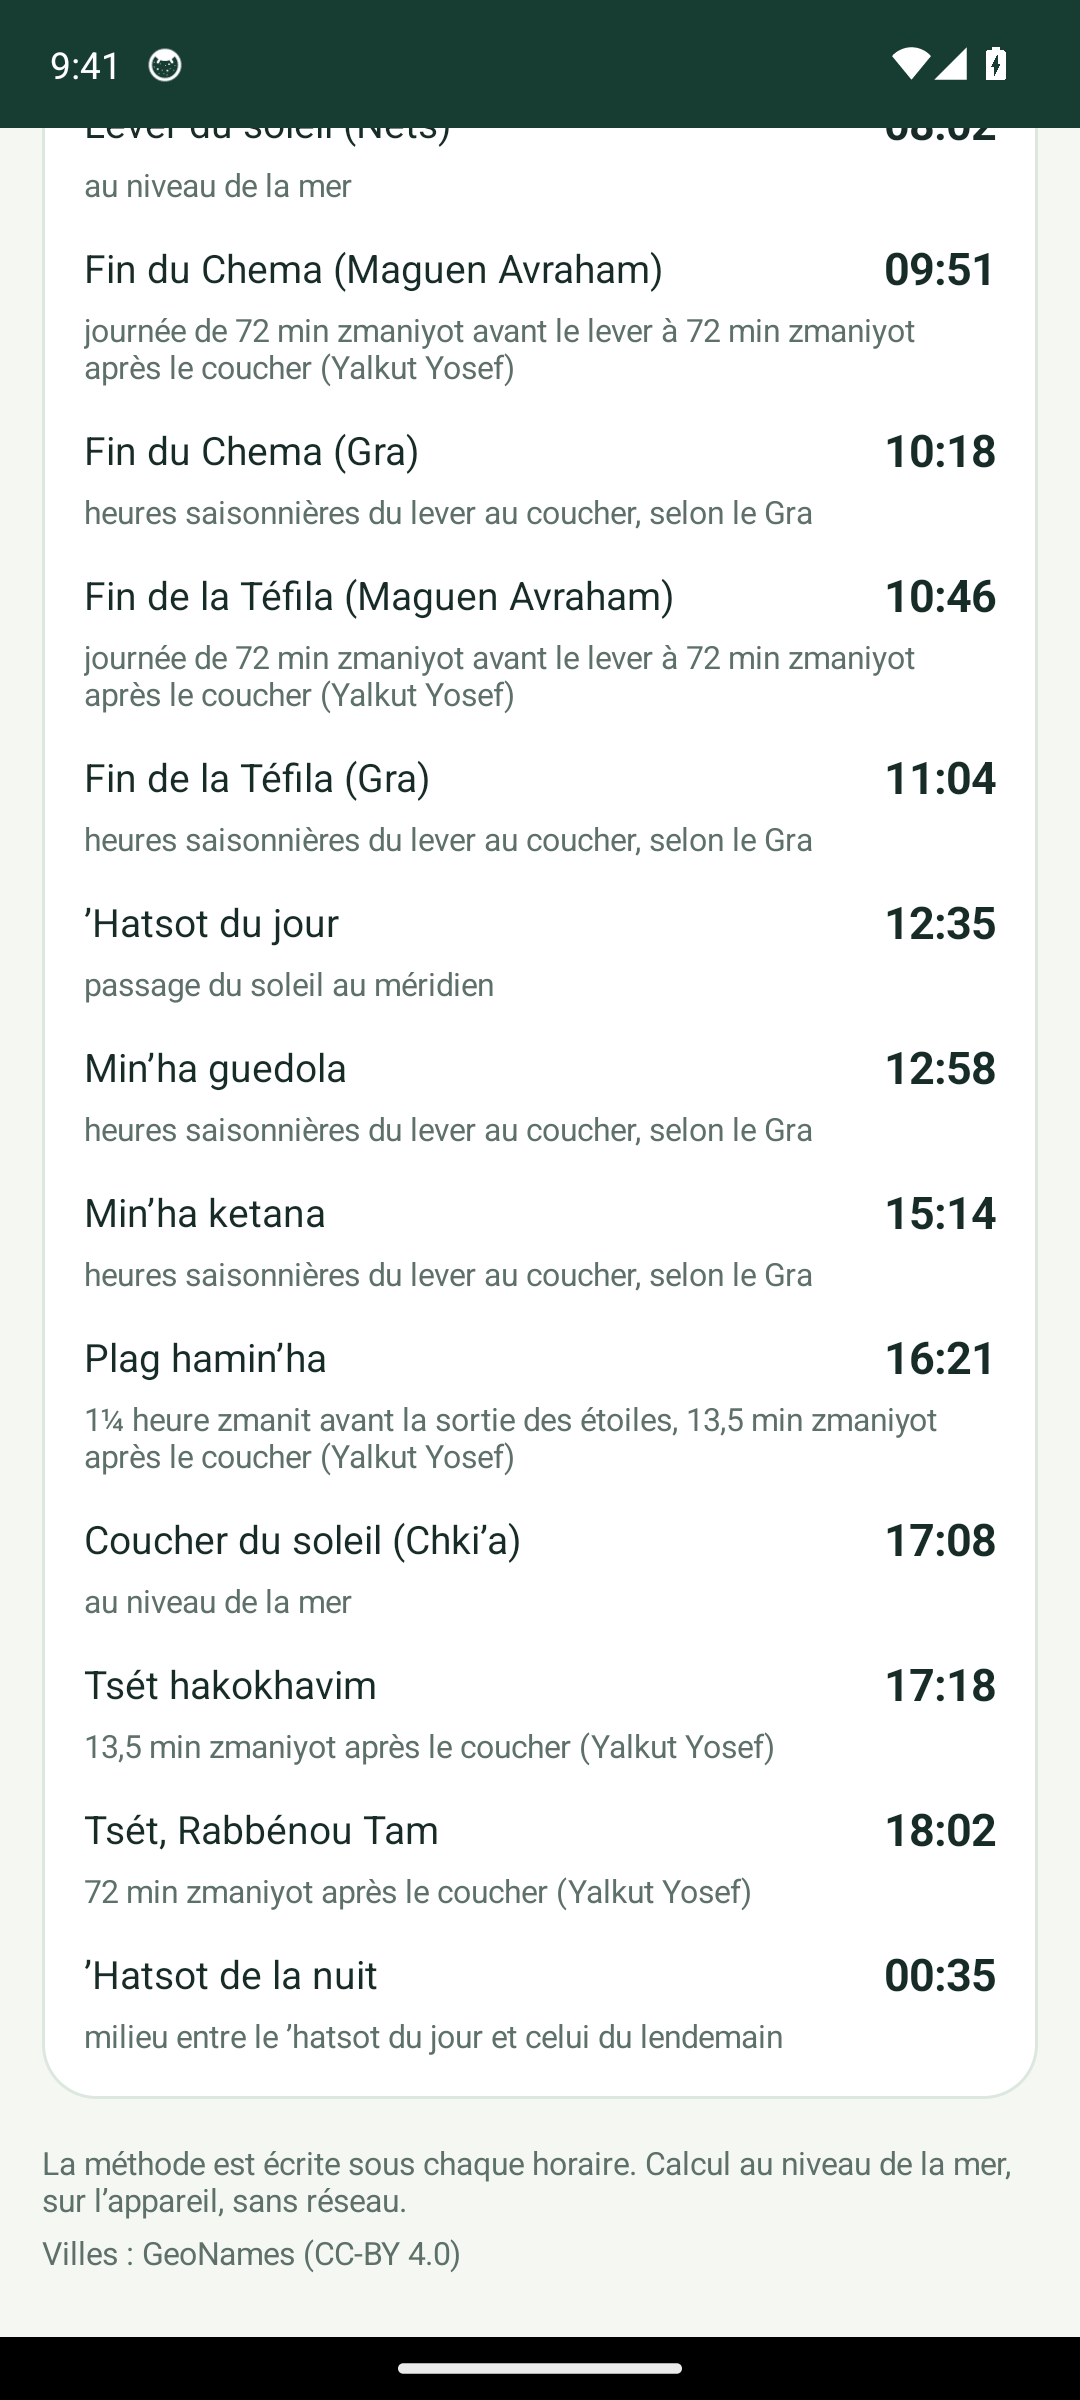 9:41
Lever du soleil (Nets) 08:02
au niveau de la mer
Fin du Chema (Maguen Avraham) 09:51
journée de 72 min zmaniyot avant le lever à 72 min zmaniyot
après le coucher (Yalkut Yosef)
Fin du Chema (Gra) 10:18
heures saisonnières du lever au coucher, selon le Gra
Fin de la Téfila (Maguen Avraham) 10:46
journée de 72 min zmaniyot avant le lever à 72 min zmaniyot
après le coucher (Yalkut Yosef)
Fin de la Téfila (Gra) 11:04
heures saisonnières du lever au coucher, selon le Gra
’Hatsot du jour 12:35
passage du soleil au méridien
Min’ha guedola 12:58
heures saisonnières du lever au coucher, selon le Gra
Min’ha ketana 15:14
heures saisonnières du lever au coucher, selon le Gra
Plag hamin’ha 16:21
1¼ heure zmanit avant la sortie des étoiles, 13,5 min zmaniyot
après le coucher (Yalkut Yosef)
Coucher du soleil (Chki’a) 17:08
au niveau de la mer
Tsét hakokhavim 17:18
13,5 min zmaniyot après le coucher (Yalkut Yosef)
Tsét, Rabbénou Tam 18:02
72 min zmaniyot après le coucher (Yalkut Yosef)
’Hatsot de la nuit 00:35
milieu entre le ’hatsot du jour et celui du lendemain
La méthode est écrite sous chaque horaire. Calcul au niveau de la mer,
sur l’appareil, sans réseau.
Villes : GeoNames (CC-BY 4.0)